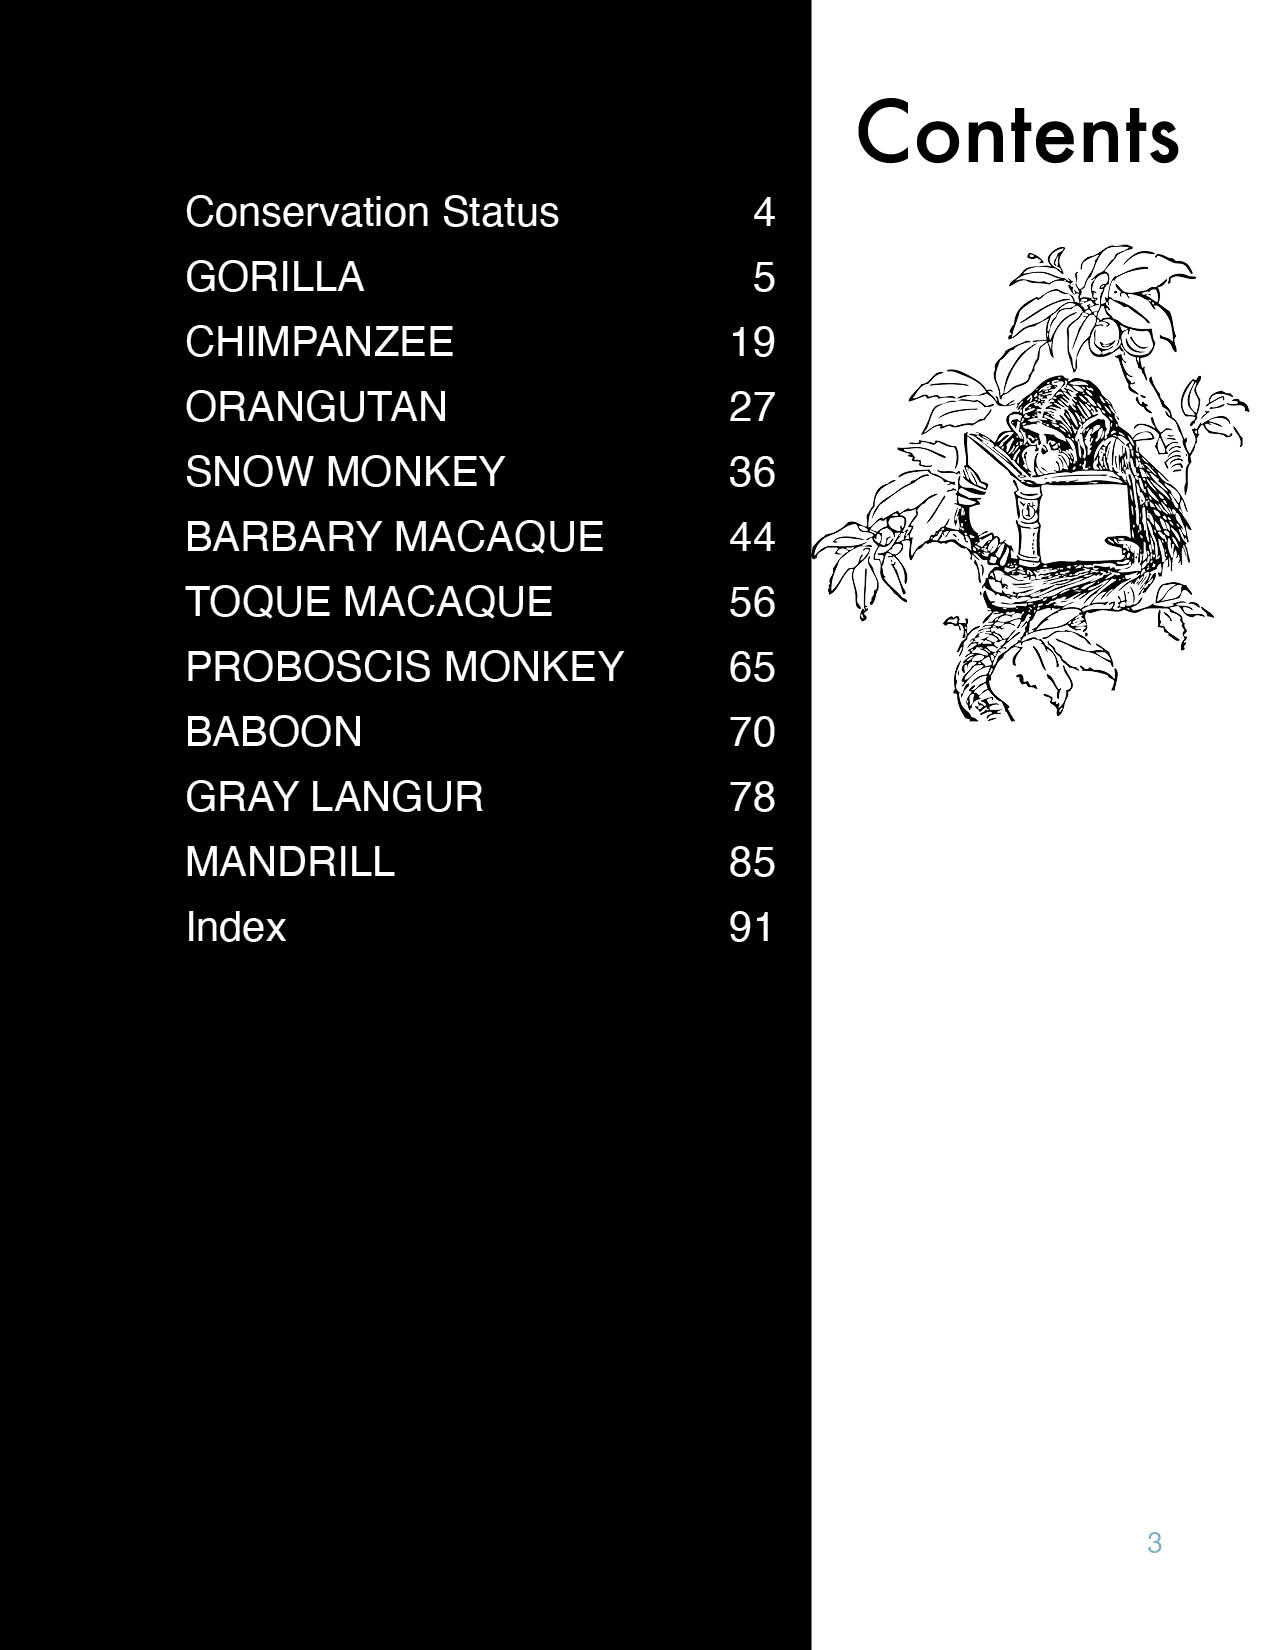 Contents
Conservation Status 4
GORILLA 5
CHIMPANZEE 19
ORANGUTAN 27
SNOW MONKEY 36
BARBARY MACAQUE 44
TOQUE MACAQUE 56
PROBOSCIS MONKEY 65
BABOON 70
GRAY LANGUR 78
MANDRILL 85
Index 91
3